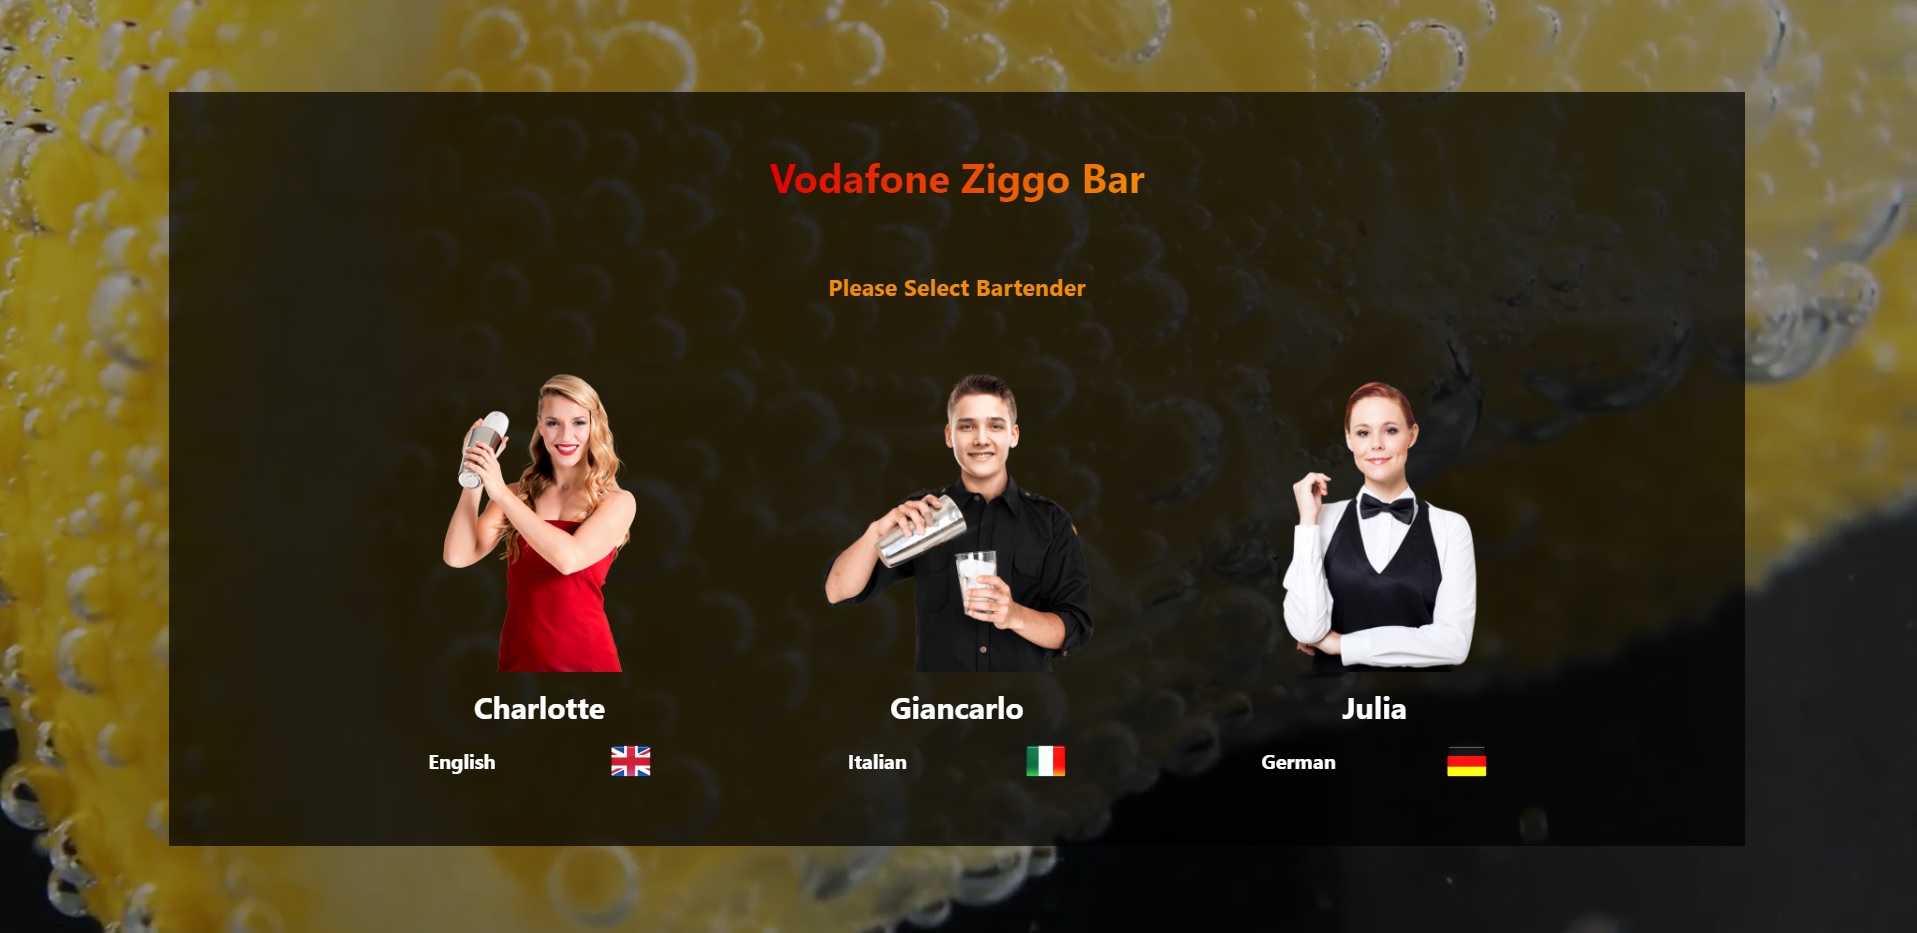 Vodafone Ziggo Bar
Please Select Bartender
Charlotte
English
Giancarlo
Italian
Julia
German